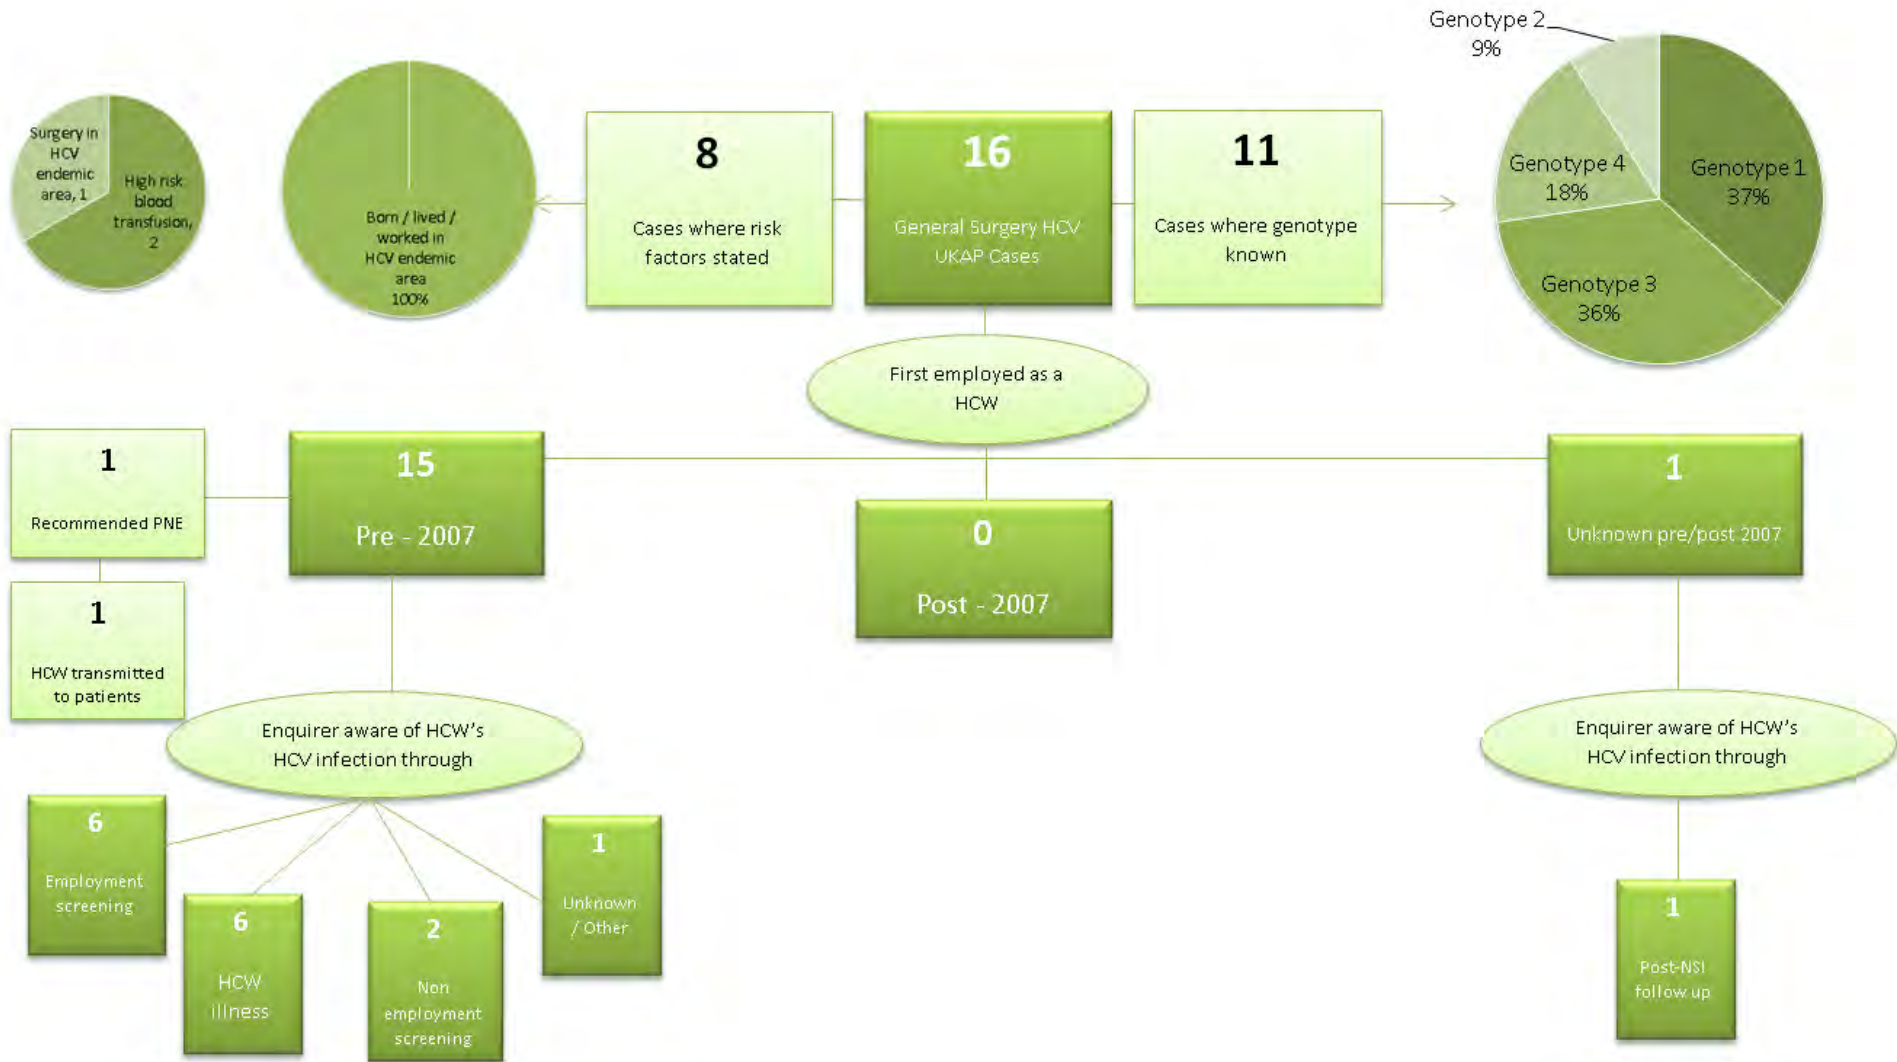 Genotype 2
9%
Surgery in
HCV
endemic
area, 1
High risk
blood
transfusion,
2
Born / lived /
worked in
HCV endemic
area
100%
8
Cases where risk
factors stated
16
General Surgery HCV
UKAP Cases
11
Cases where genotype
known
Genotype 4
18%
Genotype 1
37%
Genotype 3
36%
First employed as a
HCW
1
Recommended PNE
15
Pre - 2007
0
Post - 2007
1
Unknown pre/post 2007
1
HCW transmitted
to patients
Enquirer aware of HCW's
HCV infection through
Enquirer aware of HCW's
HCV infection through
6
Employment
screening
6
HCW
illness
2
Non
employment
screening
1
Unknown
/ Other
1
Post-NSI
follow up